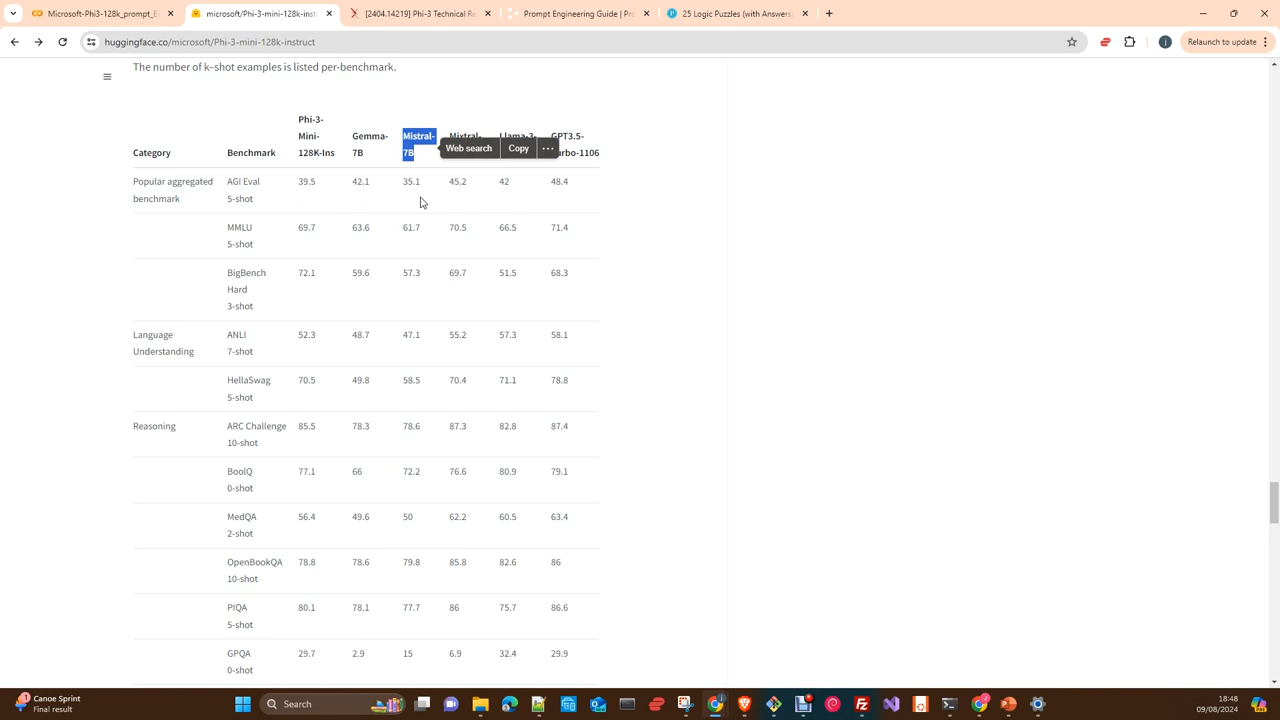 Microsoft-Phi-3-128k_prompt_E
microsoft/Phi-3-mini-128k-inst
[2404.14219] Phi-3 Technical Re
Prompt Engineering Guide | Pro
25 Logic Puzzles (with Answers)
huggingface.co/microsoft/Phi-3-mini-128k-instruct
Relaunch to update
The number of k–shot examples is listed per-benchmark.
Category Benchmark Phi-3-Mini-128K-Ins Gemma-7B Mistral-7B Mixtral- Llama-3- GPT3.5- urbo-1106
Web search Copy
Popular aggregated benchmark AGI Eval 5-shot 39.5 42.1 35.1 45.2 42 48.4
MMLU 5-shot 69.7 63.6 61.7 70.5 66.5 71.4
BigBench Hard 3-shot 72.1 59.6 57.3 69.7 51.5 68.3
Language Understanding ANLI 7-shot 52.3 48.7 47.1 55.2 57.3 58.1
HellaSwag 5-shot 70.5 49.8 58.5 70.4 71.1 78.8
Reasoning ARC Challenge 10-shot 85.5 78.3 78.6 87.3 82.8 87.4
BoolQ 0-shot 77.1 66 72.2 76.6 80.9 79.1
MedQA 2-shot 56.4 49.6 50 62.2 60.5 63.4
OpenBookQA 10-shot 78.8 78.6 79.8 85.8 82.6 86
PIQA 5-shot 80.1 78.1 77.7 86 75.7 86.6
GPQA 0-shot 29.7 2.9 15 6.9 32.4 29.9
Canoe Sprint
Final result
Search
18:48
09/08/2024